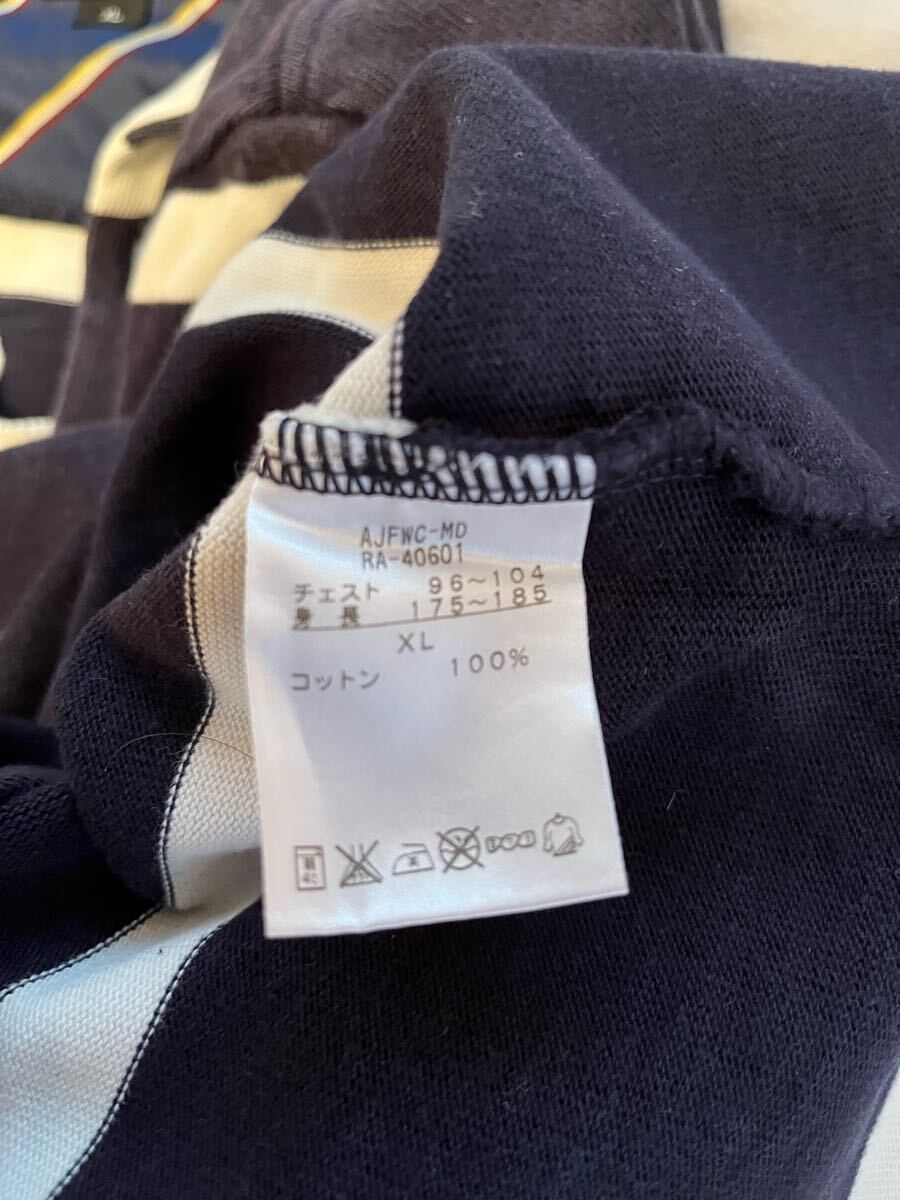 AJFWC-MD
RA-40601
チェスト 96～104
身長 175～185
XL
コットン 100%